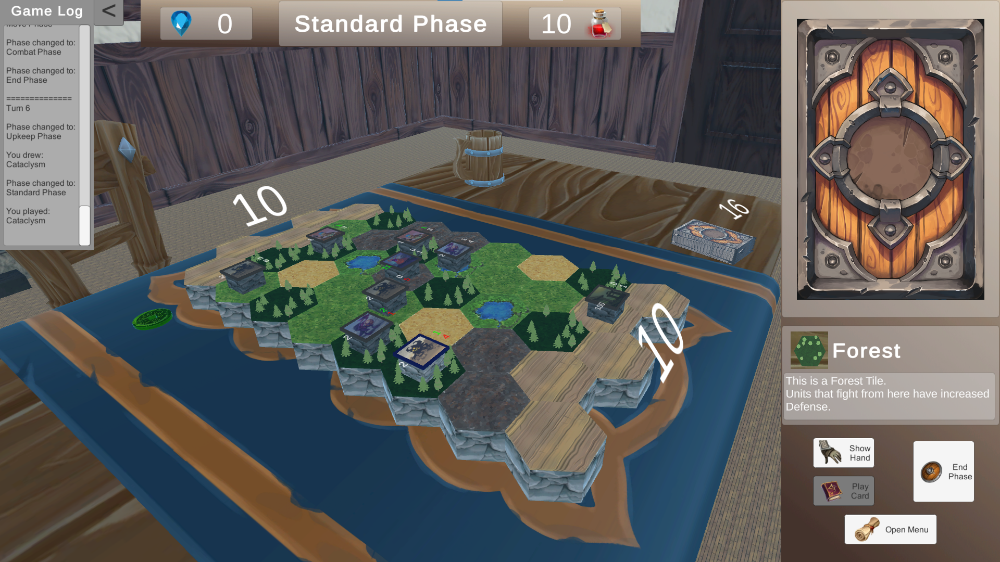 Game Log
<
0
Standard Phase
10
Move Phase
Phase changed to:
Combat Phase
Phase changed to:
End Phase
==============
Turn 6
Phase changed to:
Upkeep Phase
You drew:
Cataclysm
Phase changed to:
Standard Phase
You played:
Cataclysm
10
16
10
100
Forest
This is a Forest Tile.
Units that fight from here have increased
Defense.
Show
Hand
End
Phase
Play
Card
Open Menu